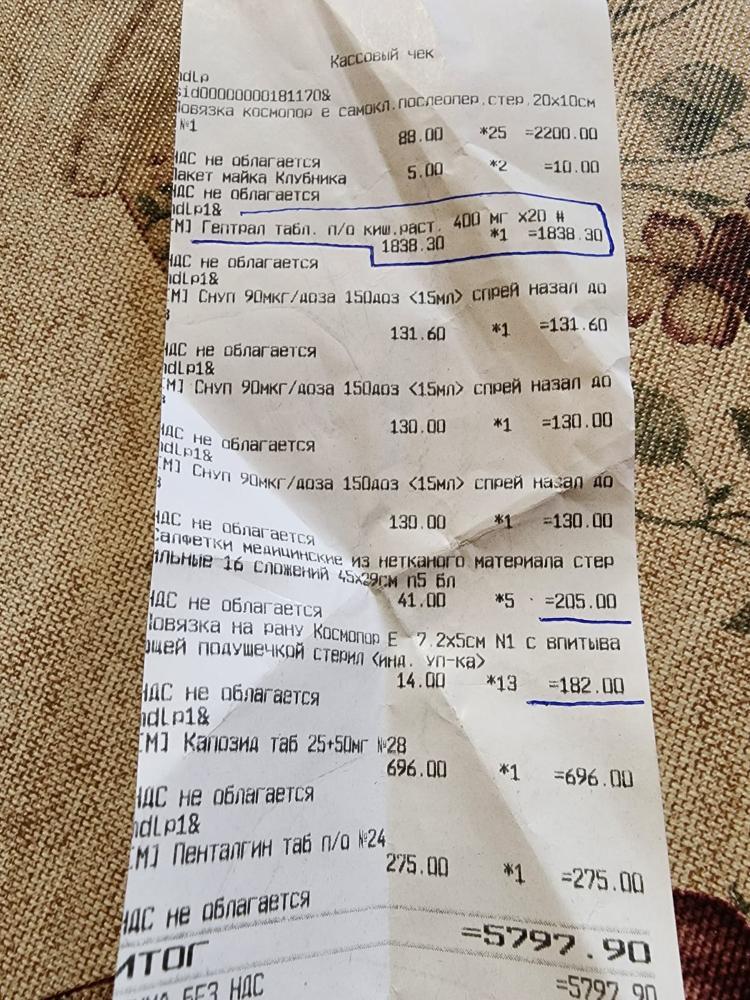 Кассовый чек
ndLp
sid000000000181170&
Повязка космопор е самокл.послеопер.стер.20х10см
№1
88.00 *25 =2200.00
НДС не облагается
Пакет майка Клубника 5.00 *2 =10.00
НДС не облагается
ndLp1&
[М] Гептрал табл. п/о киш.раст. 400 мг х20 #
1838.30 *1 =1838.30
НДС не облагается
ndLp1&
[М] Снуп 90мкг/доза 150доз <15мл> спрей назал до
з
131.60 *1 =131.60
НДС не облагается
ndLp1&
[М] Снуп 90мкг/доза 150доз <15мл> спрей назал до
з
130.00 *1 =130.00
НДС не облагается
ndLp1&
[М] Снуп 90мкг/доза 150доз <15мл> спрей назал до
з
130.00 *1 =130.00
НДС не облагается
Салфетки медицинские из нетканого материала стер
ильные 16 сложений 45х29см п5 бл
41.00 *5 =205.00
НДС не облагается
Повязка на рану Космопор Е 7.2х5см N1 с впитыва
ющей подушечкой стерил <инд. уп-ка>
14.00 *13 =182.00
НДС не облагается
ndLp1&
[М] Капозид таб 25+50мг №28
696.00 *1 =696.00
НДС не облагается
ndLp1&
[М] Пенталгин таб п/о №24
275.00 *1 =275.00
НДС не облагается
ИТОГ =5797.90
БЕЗ НДС =5797.90